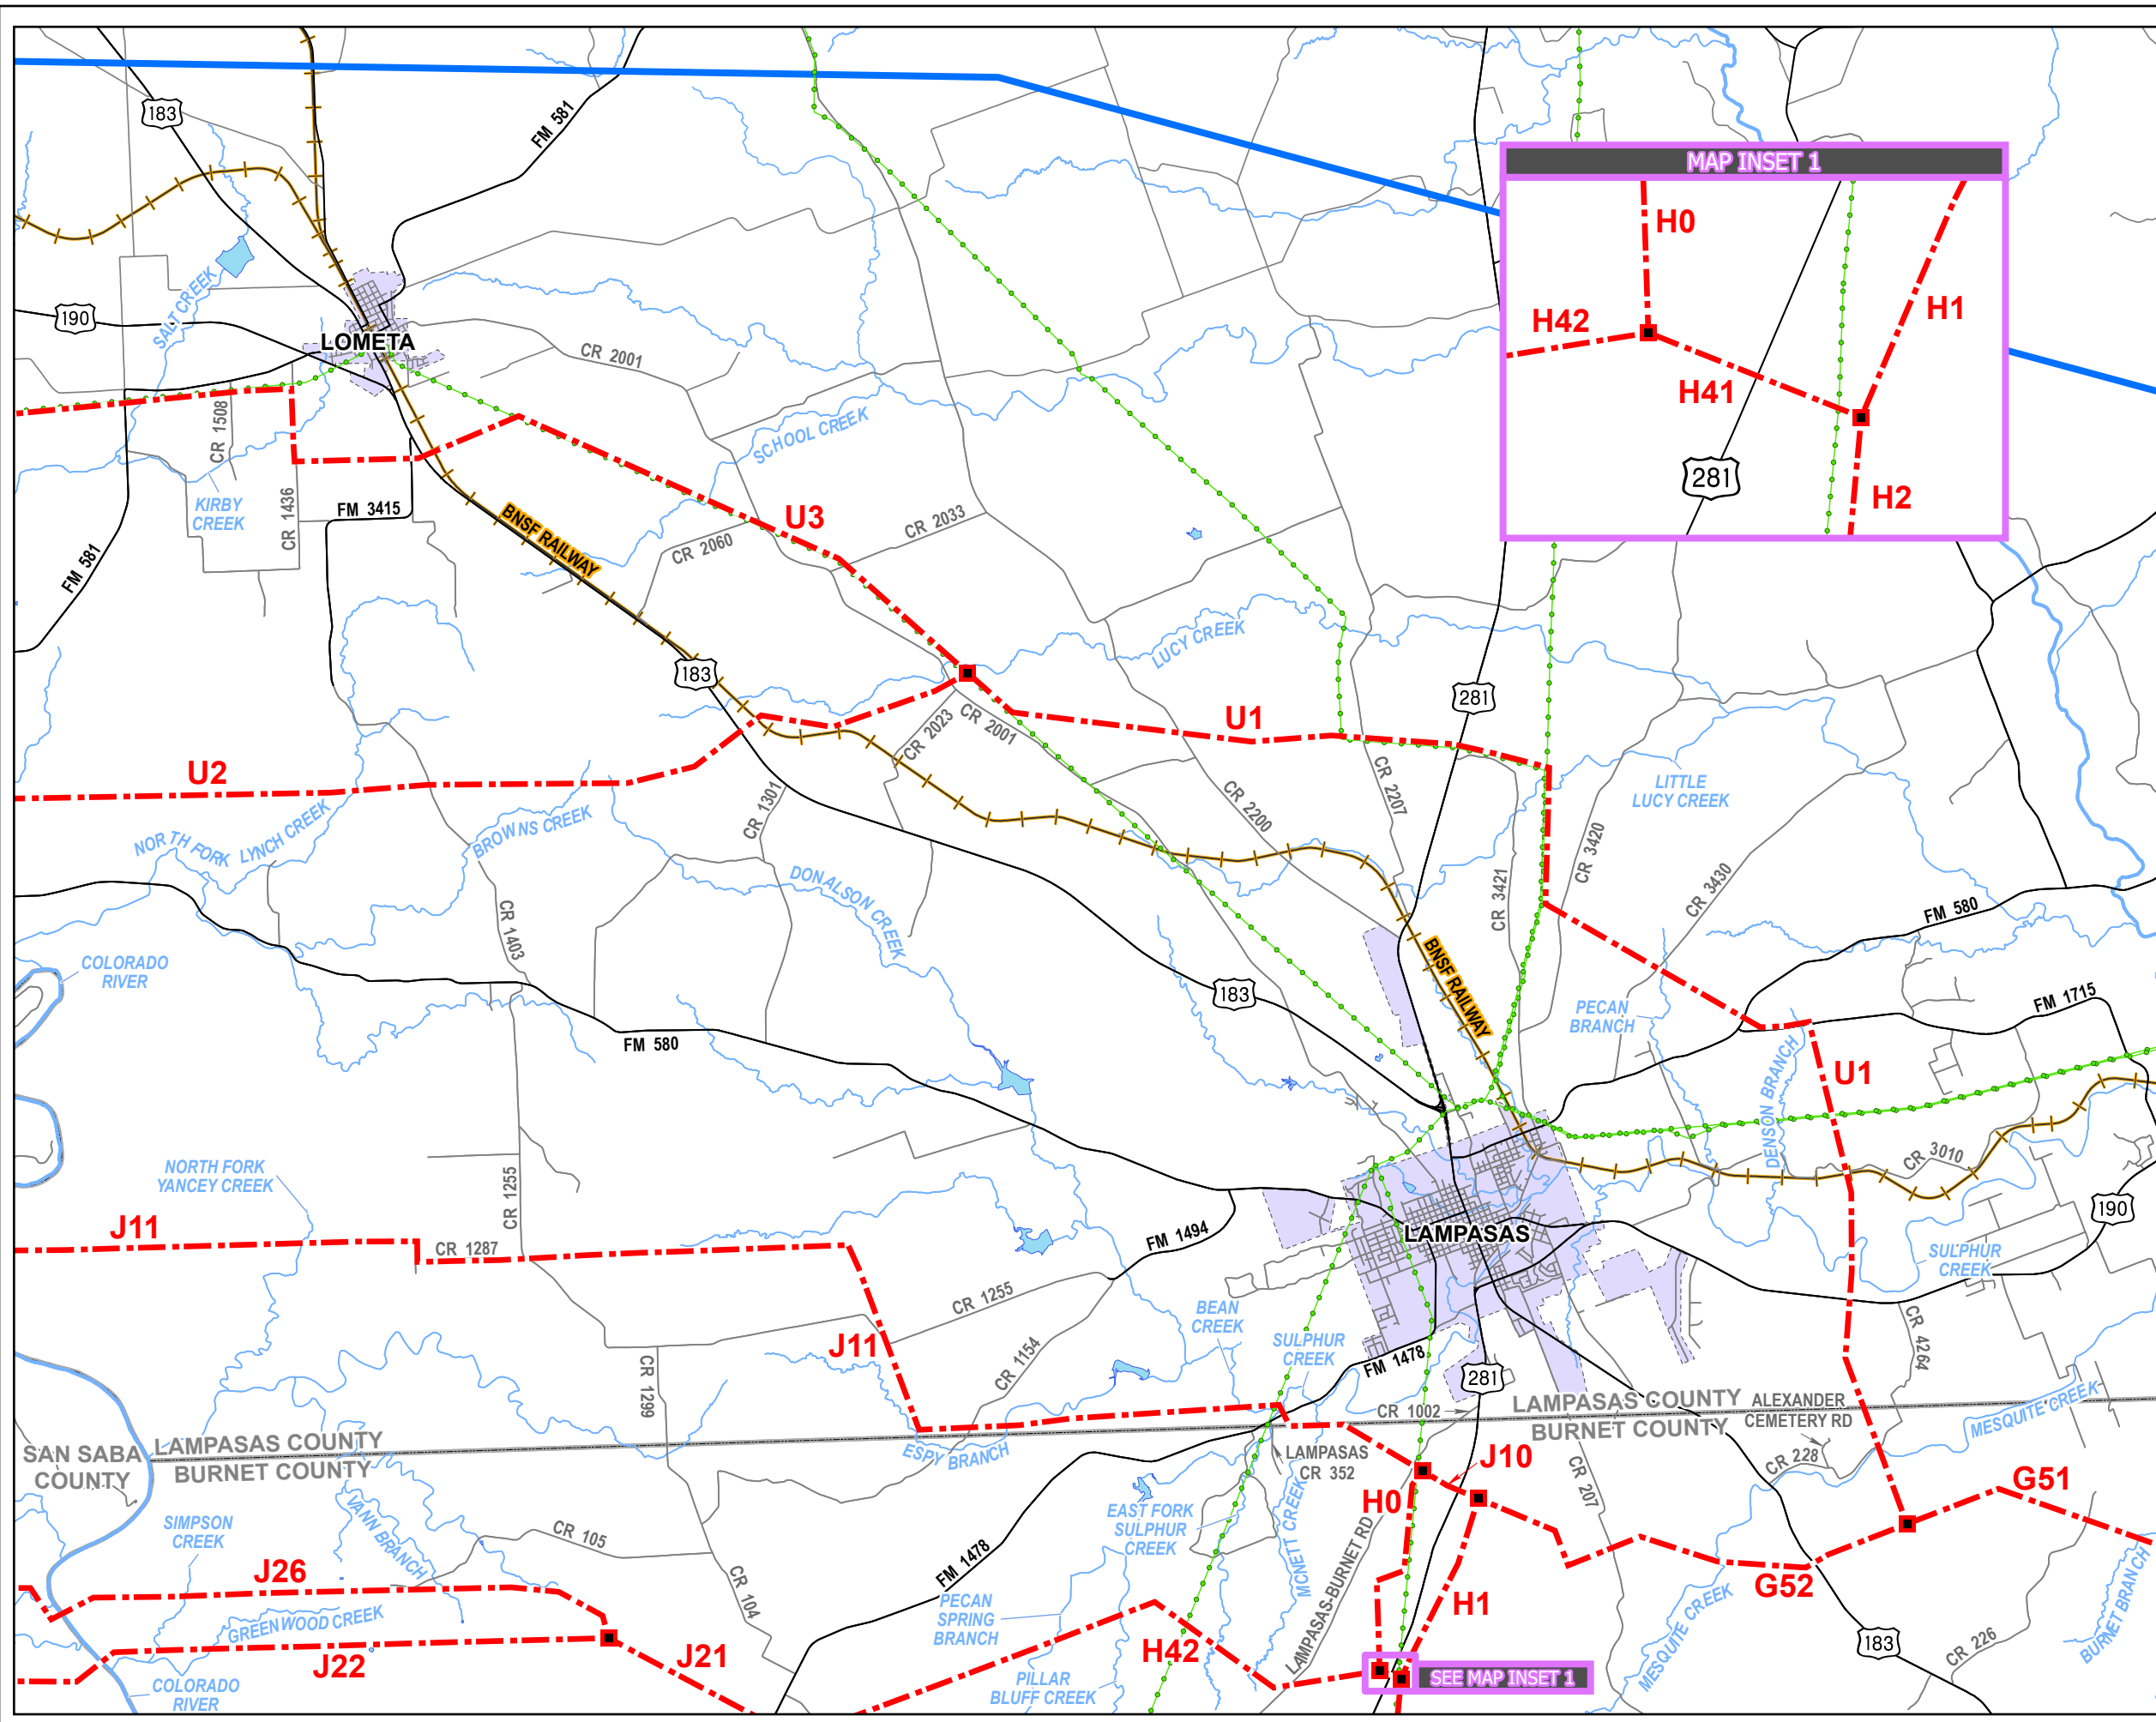 183
FM 581
MAP INSET 1
H0
H1
H42
H41
281
H2
SALT CREEK
190
LOMETA
CR 2001
CR 1508
SCHOOL CREEK
KIRBY
CREEK
CR 1436
FM 3415
BNSF RAILWAY
U3
CR 2033
CR 2060
FM 581
LUCY CREEK
183
281
CR 2023
CR 2001
U1
U2
CR 2207
LITTLE
LUCY CREEK
CR 1301
CR 2200
NORTH FORK LYNCH CREEK
BROWNS CREEK
CR 3420
DONALSON CREEK
CR 3421
CR 3430
FM 580
CR 1403
COLORADO
RIVER
BNSF RAILWAY
183
PECAN
BRANCH
FM 1715
FM 580
DENSON BRANCH
U1
CR 3010
NORTH FORK
YANCEY CREEK
CR 1255
190
J11
CR 1287
FM 1494
LAMPASAS
SULPHUR
CREEK
CR 1255
BEAN
CREEK
J11
CR 1154
SULPHUR
CREEK
CR 4264
CR 1299
FM 1478
281
CR 1002
LAMPASAS COUNTY
BURNET COUNTY
ALEXANDER
CEMETERY RD
MESQUITE CREEK
SAN SABA
COUNTY
LAMPASAS COUNTY
BURNET COUNTY
ESPY BRANCH
LAMPASAS
CR 352
J10
CR 228
CR 207
G51
H0
VANN BRANCH
SIMPSON
CREEK
CR 105
EAST FORK
SULPHUR
CREEK
MCNETT CREEK
LAMPASAS-BURNET RD
FM 1478
J26
CR 104
H1
G52
GREENWOOD CREEK
PECAN
SPRING
BRANCH
MESQUITE CREEK
BURNET BRANCH
183
CR 226
J22
J21
H42
SEE MAP INSET 1
PILLAR
BLUFF CREEK
COLORADO
RIVER